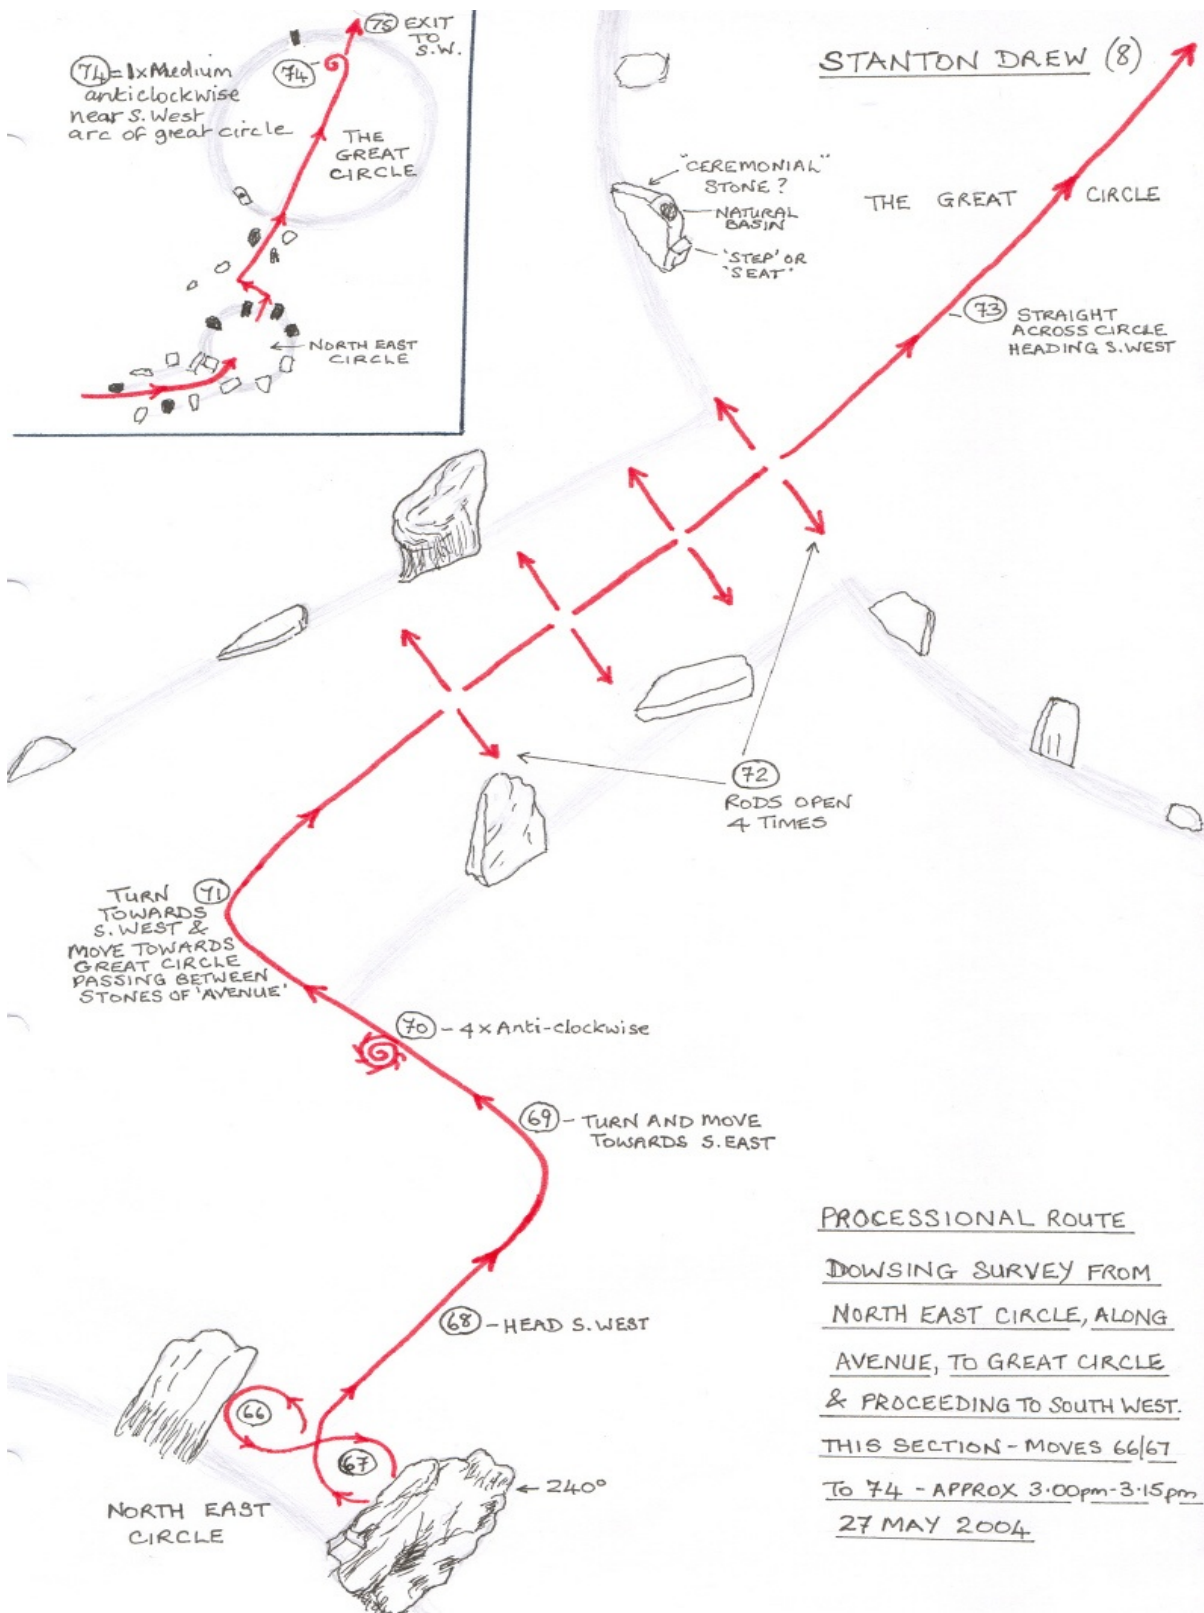 75 EXIT
TO
S.W.
74 = 1xMedium
anticlockwise
near S.West
arc of great circle
74
THE
GREAT
CIRCLE
NORTH EAST
CIRCLE
STANTON DREW (8)
"CEREMONIAL"
STONE?
NATURAL
BASIN
'STEP' OR
'SEAT'
THE GREAT CIRCLE
73 STRAIGHT
ACROSS CIRCLE
HEADING S.WEST
72
RODS OPEN
4 TIMES
TURN 71
TOWARDS
S.WEST &
MOVE TOWARDS
GREAT CIRCLE
PASSING BETWEEN
STONES OF 'AVENUE'
70 - 4x Anti-clockwise
69 - TURN AND MOVE
TOWARDS S.EAST
68 - HEAD S.WEST
66
67
240°
NORTH EAST
CIRCLE
PROCESSIONAL ROUTE
DOWSING SURVEY FROM
NORTH EAST CIRCLE, ALONG
AVENUE, TO GREAT CIRCLE
& PROCEEDING TO SOUTH WEST.
THIS SECTION - MOVES 66/67
TO 74 - APPROX 3.00pm-3.15pm
27 MAY 2004